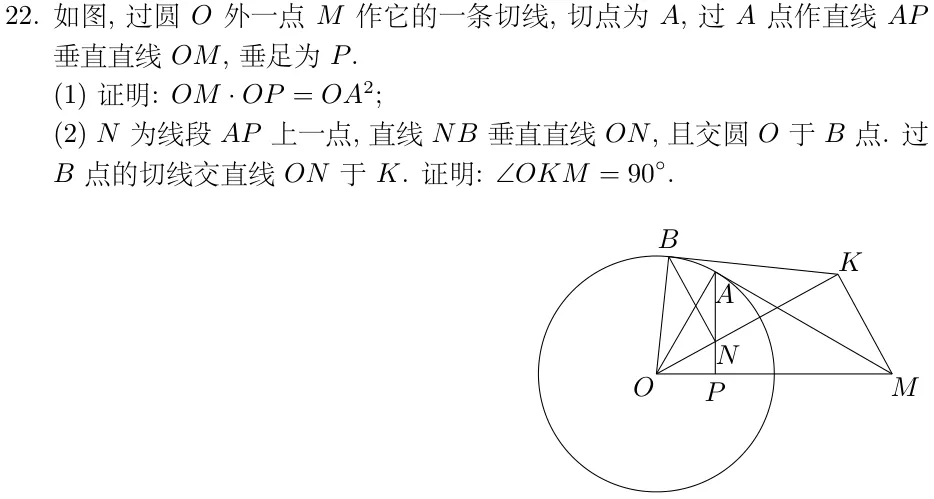 22. 如图, 过圆 O 外一点 M 作它的一条切线, 切点为 A, 过 A 点作直线 AP
垂直直线 OM, 垂足为 P.
(1) 证明: OM · OP = OA²;
(2) N 为线段 AP 上一点, 直线 NB 垂直直线 ON, 且交圆 O 于 B 点. 过
B 点的切线交直线 ON 于 K. 证明: ∠OKM = 90°.
B
K
A
N
O
P
M